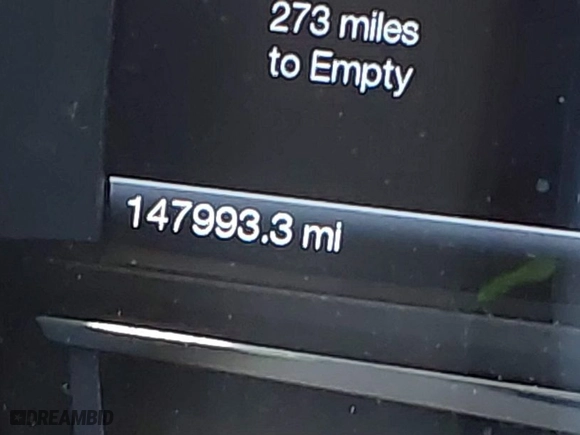 273 miles
to Empty
147993.3 mi
DREAMBID